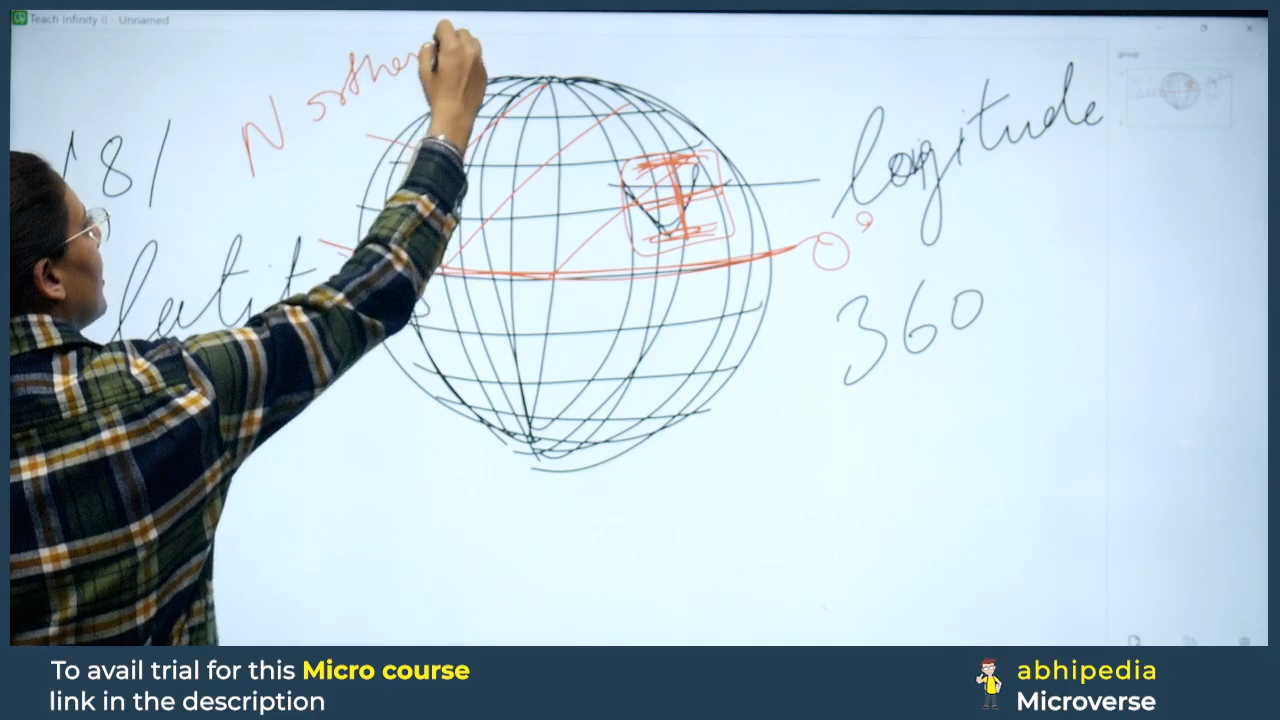 Teach Infinity II - Unnamed
group
Norther
181
logitude
latit
0°
I
360
To avail trial for this Micro course
link in the description
abhipedia
Microverse